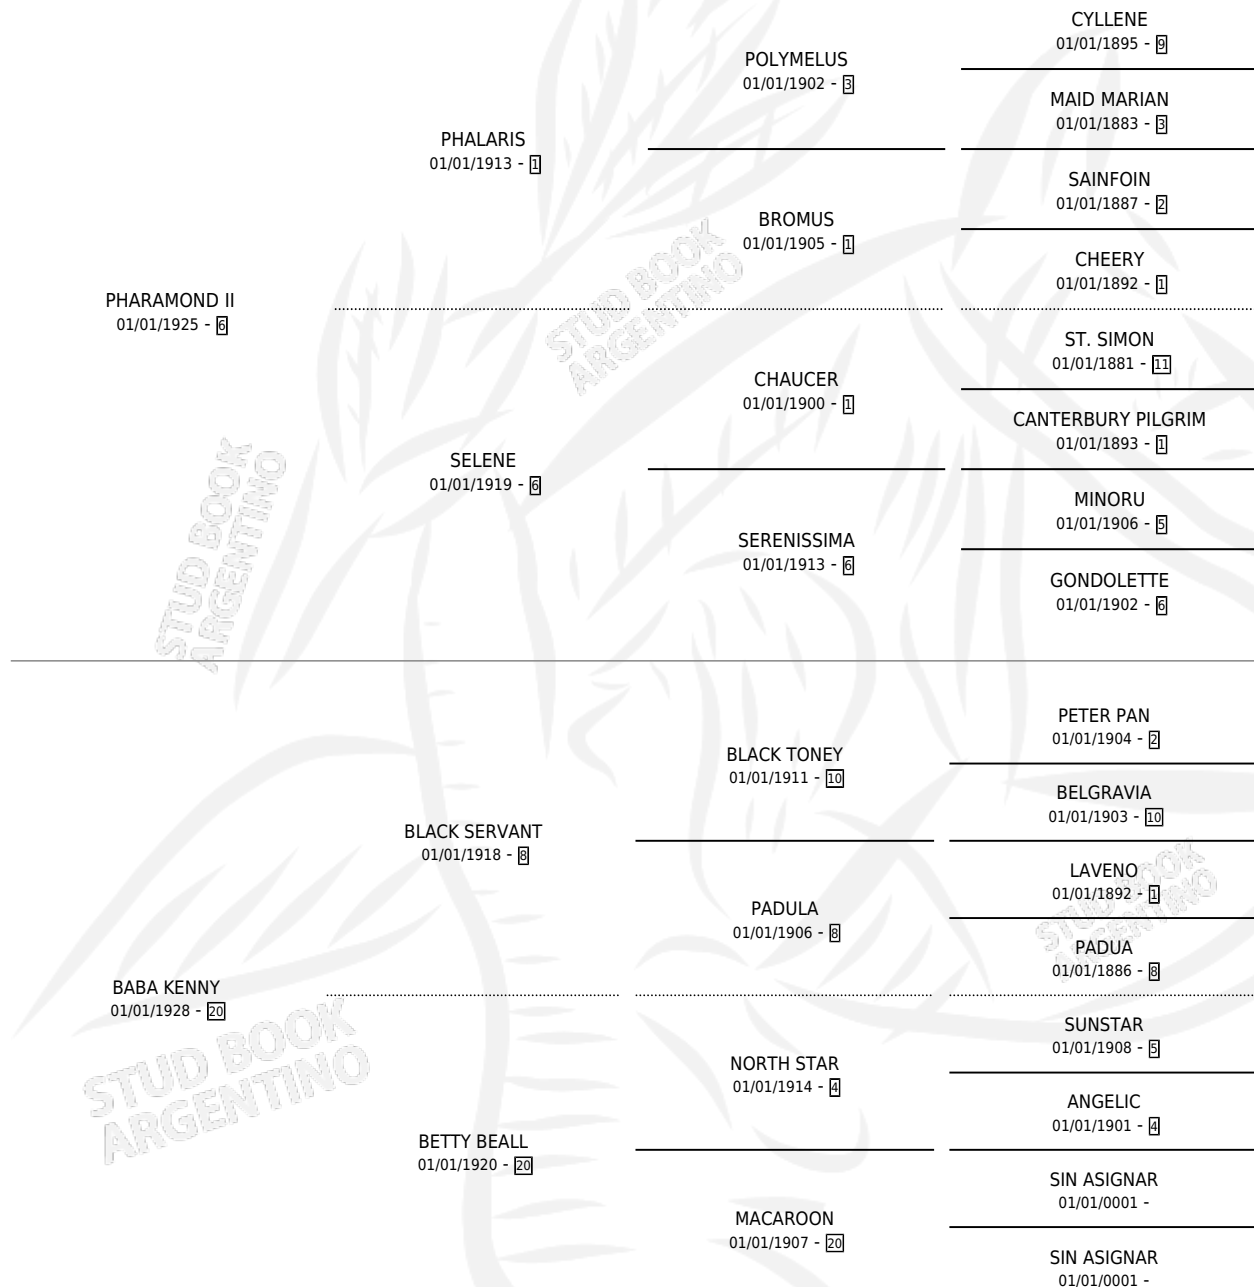 CYLLENE
01/01/1895 - 9
POLYMELUS
01/01/1902 - 3
MAID MARIAN
01/01/1883 - 3
PHALARIS
01/01/1913 - 1
SAINFOIN
01/01/1887 - 2
BROMUS
01/01/1905 - 1
CHEERY
01/01/1892 - 1
PHARAMOND II
01/01/1925 - 6
ST. SIMON
01/01/1881 - 11
CHAUCER
01/01/1900 - 1
CANTERBURY PILGRIM
01/01/1893 - 1
SELENE
01/01/1919 - 6
MINORU
01/01/1906 - 5
SERENISSIMA
01/01/1913 - 6
GONDOLETTE
01/01/1902 - 6
PETER PAN
01/01/1904 - 2
BLACK TONEY
01/01/1911 - 10
BELGRAVIA
01/01/1903 - 10
BLACK SERVANT
01/01/1918 - 8
LAVENO
01/01/1892 - 1
PADULA
01/01/1906 - 8
PADUA
01/01/1886 - 8
BABA KENNY
01/01/1928 - 20
SUNSTAR
01/01/1908 - 5
NORTH STAR
01/01/1914 - 4
ANGELIC
01/01/1901 - 4
BETTY BEALL
01/01/1920 - 20
SIN ASIGNAR
01/01/0001 -
MACAROON
01/01/1907 - 20
SIN ASIGNAR
01/01/0001 -
STUD BOOK
ARGENTINO
STUD BOOK
ARGENTINO
STUD BOOK
ARGENTINO
STUD BOOK
ARGENTINO